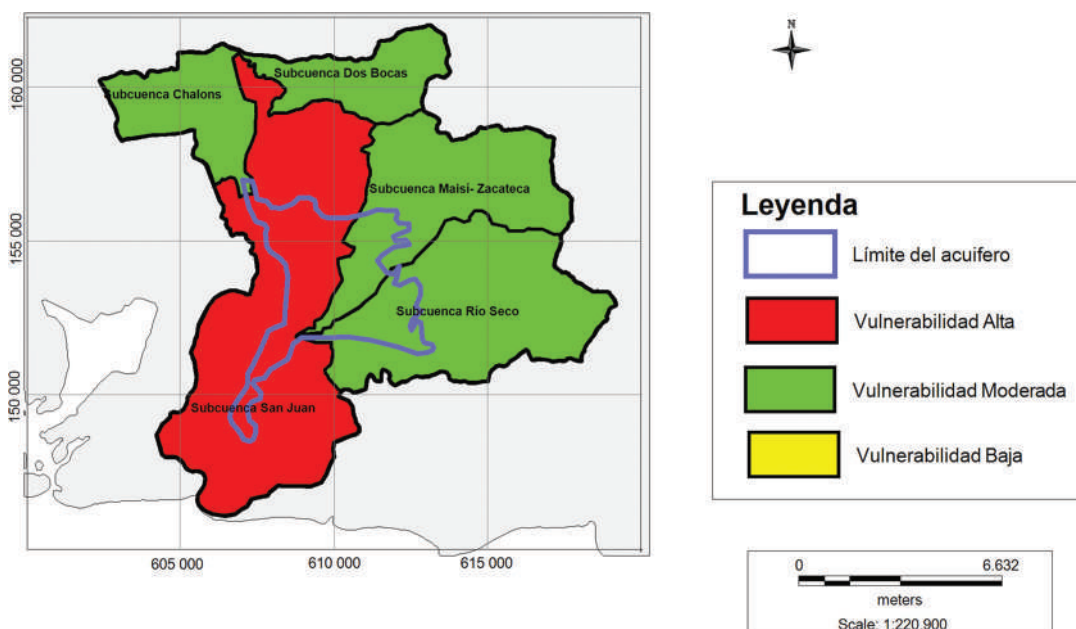 N
Subcuenca Dos Bocas
Subcuenca Chalons
Subcuenca Maisi- Zacateca
Subcuenca Río Seco
Subcuenca San Juan
160 000
155 000
150 000
605 000
610 000
615 000
Leyenda
Límite del acuifero
Vulnerabilidad Alta
Vulnerabilidad Moderada
Vulnerabilidad Baja
0
6.632
meters
Scale: 1:220.900